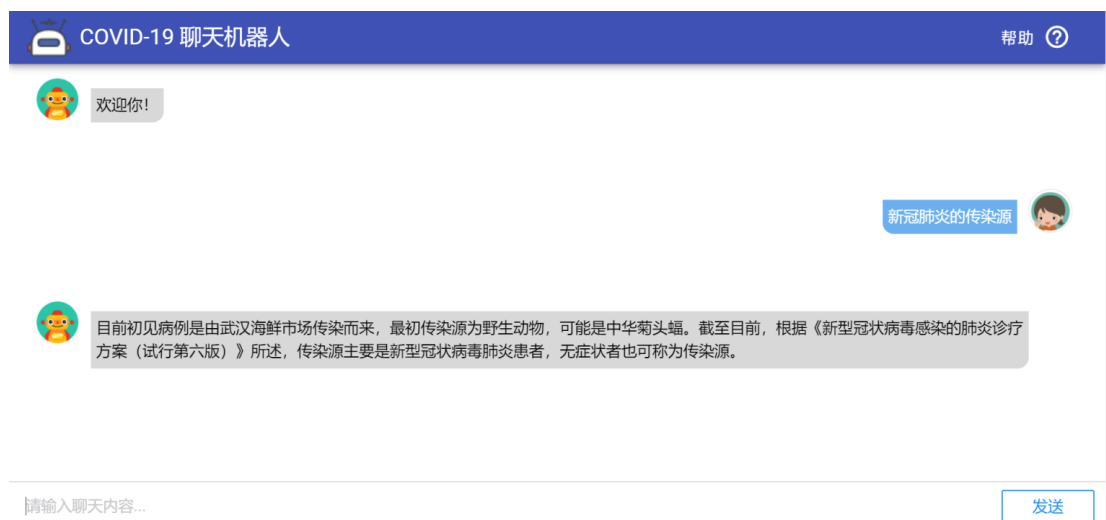 COVID-19 聊天机器人
帮助
欢迎你！
新冠肺炎的传染源
目前初见病例是由武汉海鲜市场传染而来，最初传染源为野生动物，可能是中华菊头蝠。截至目前，根据《新型冠状病毒感染的肺炎诊疗
方案（试行第六版）》所述，传染源主要是新型冠状病毒肺炎患者，无症状者也可称为传染源。
请输入聊天内容...
发送